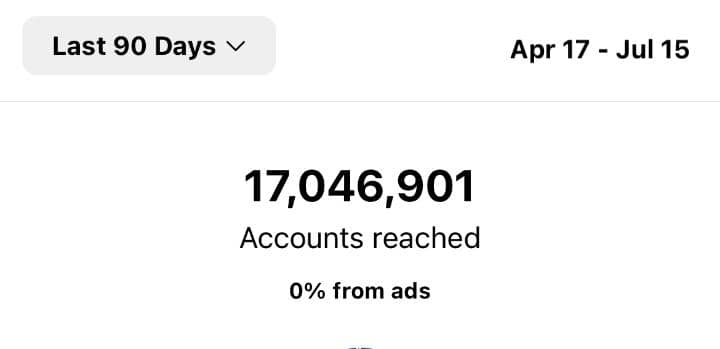 Last 90 Days
Apr 17 - Jul 15
17,046,901
Accounts reached
0% from ads